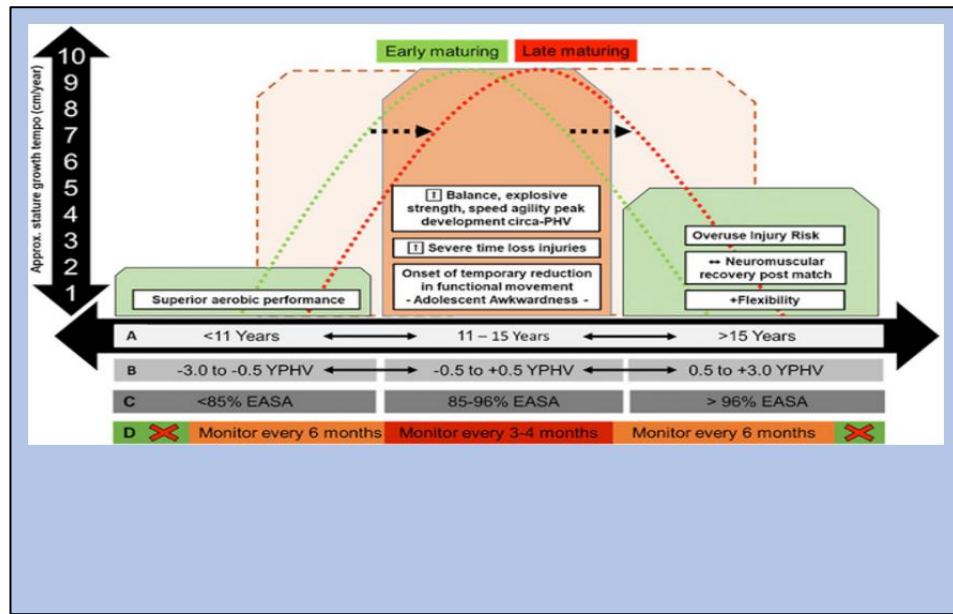 Early maturing Late maturing
Approx. stature growth tempo (cm/year)
10
9
8
7
6
5
4
3
2
1
↑ Balance, explosive
strength, speed agility peak
development circa-PHV
↑ Severe time loss injuries
Onset of temporary reduction
in functional movement
- Adolescent Awkwardness -
Superior aerobic performance
Overuse Injury Risk
↔ Neuromuscular
recovery post match
+Flexibility
A <11 Years 11 – 15 Years >15 Years
B -3.0 to -0.5 YPHV -0.5 to +0.5 YPHV 0.5 to +3.0 YPHV
C <85% EASA 85-96% EASA > 96% EASA
D Monitor every 6 months Monitor every 3-4 months Monitor every 6 months